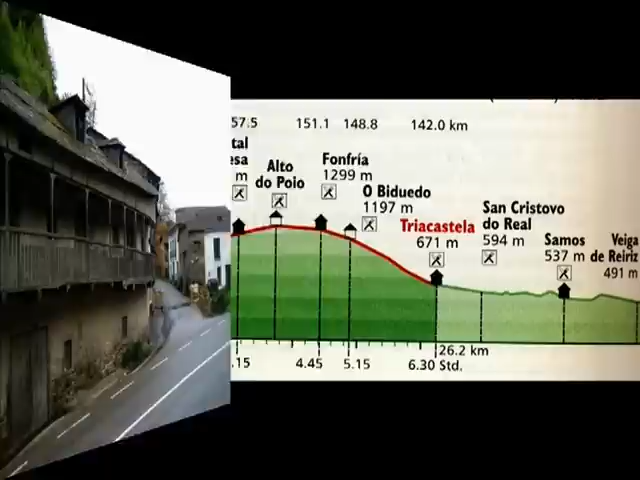 57.5 151.1 148.8 142.0 km
tal
esa
m
Alto
do Poio
Fonfría
1299 m
O Biduedo
1197 m
Triacastela
671 m
San Cristovo
do Real
594 m
Samos
537 m
Veiga
de Reiriz
491 m
26.2 km
.15 4.45 5.15 6.30 Std.